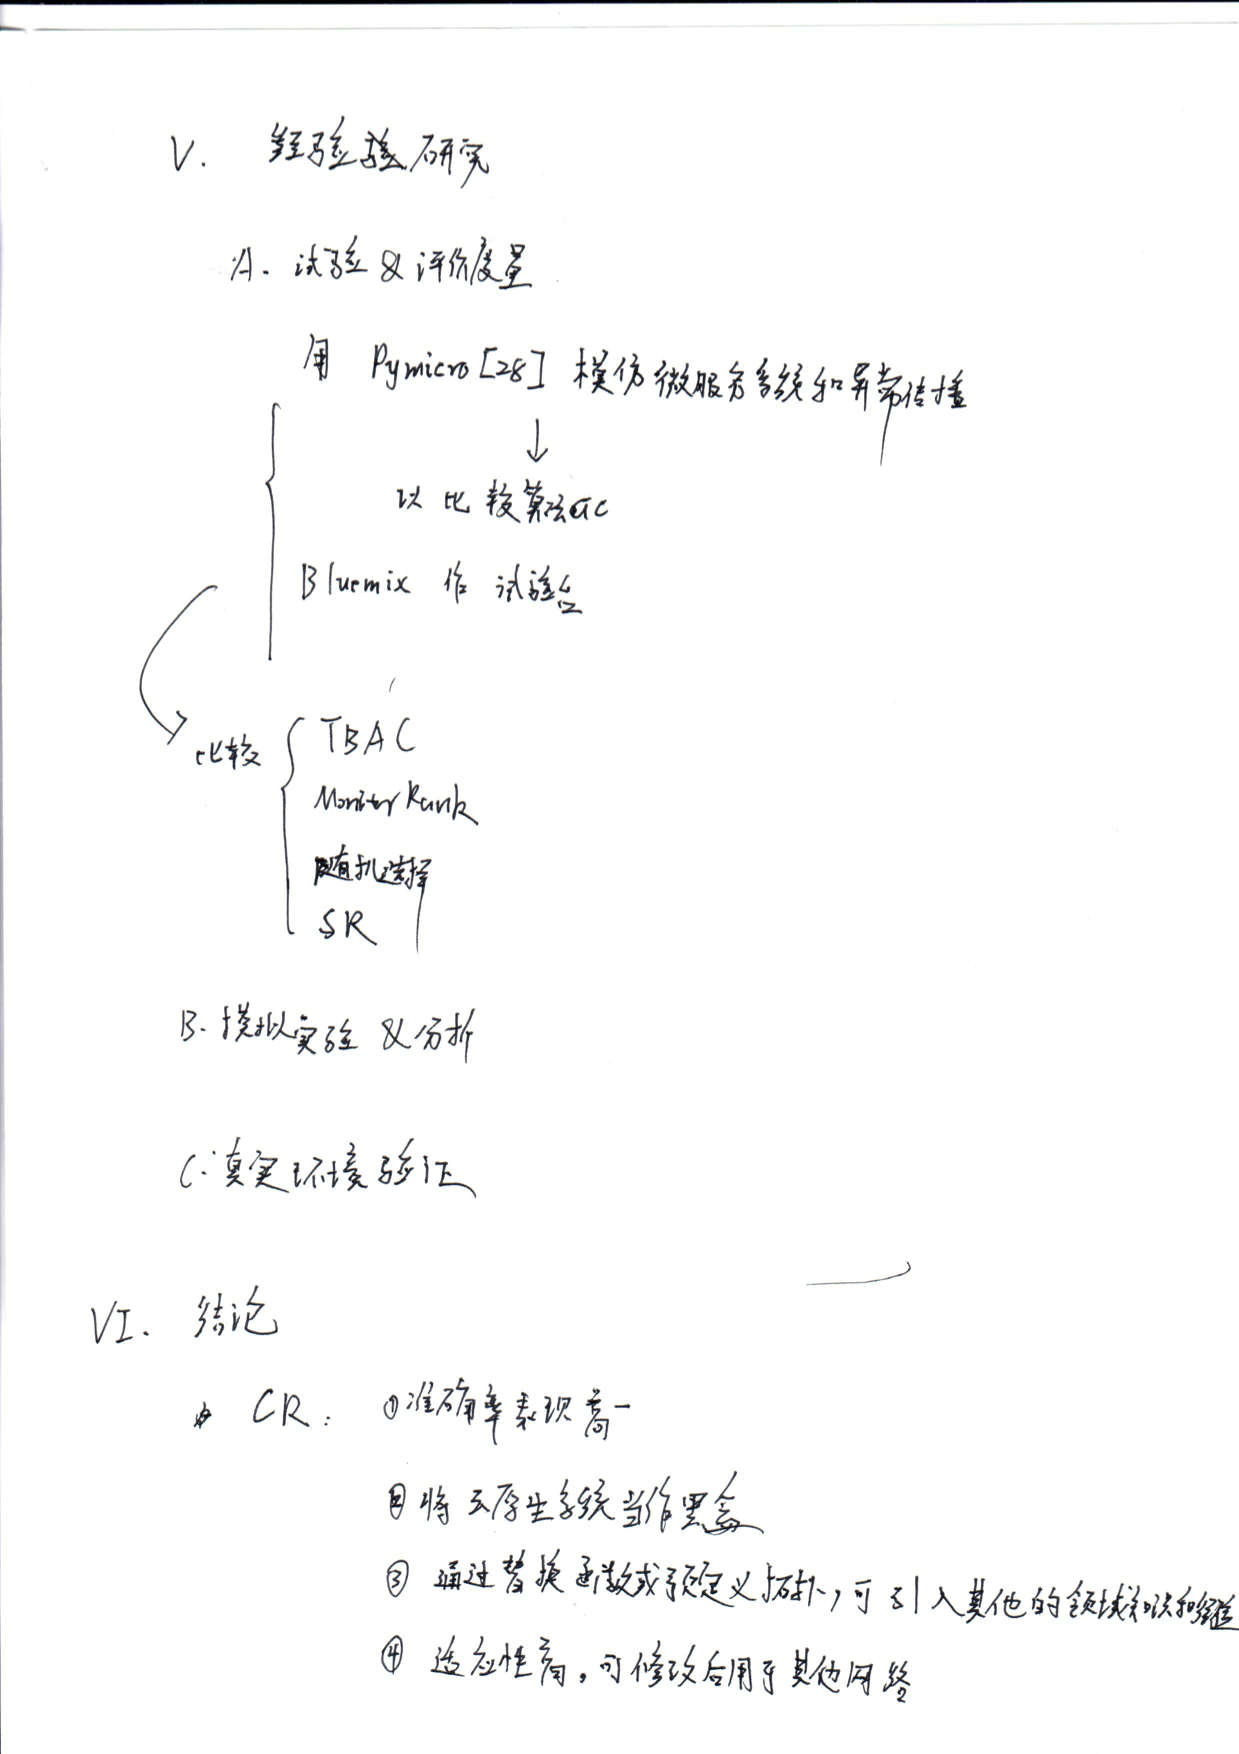 V. 经验研究
A. 试验 & 评价度量
用 Pymicro [28] 模仿微服务系统和异常传播
↓
以比较算法
Bluemix 作 试验台
比较
TBAC
MonitorRank
随机选择
SR
B. 模拟实验 & 分析
C. 真实环境验证
VI. 结论
CR: ①准确率表现高
②将云原生系统当作黑盒
③ 通过替换函数或预定义拓扑,可引入其他的领域知识和经验
④ 适应性高,可修改后用于其他网络